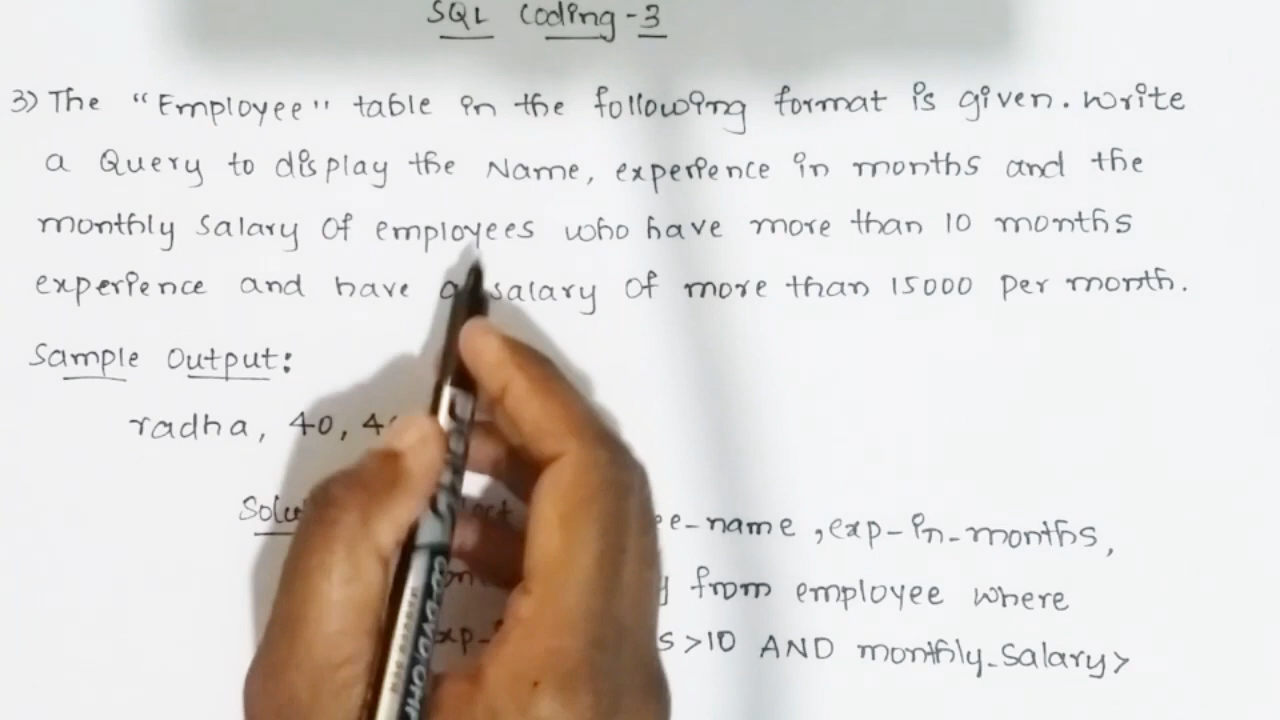 SQL Coding-3
3) The "Employee" table in the following format is given. Write
a Query to display the Name, experience in months and the
monthly salary of employees who have more than 10 months
experience and have a salary of more than 15000 per month.
Sample Output:
radha, 40,
e-name, exp-in-months,
from employee where
>10 AND monthly-salary>